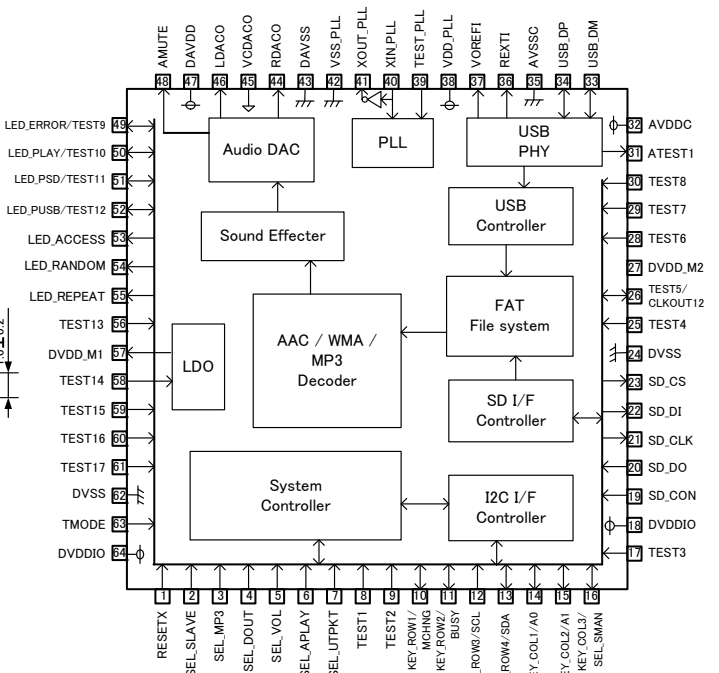 AMUTE
DAVDD
LDACO
VCDACO
RDACO
DAVSS
VSS_PLL
XOUT_PLL
XIN_PLL
TEST_PLL
VDD_PLL
VOREFI
REXTI
AVSSC
USB_DP
USB_DM
48
47
46
45
44
43
42
41
40
39
38
37
36
35
34
33
LED_ERROR/TEST9 49
LED_PLAY/TEST10 50
LED_PSD/TEST11 51
LED_PUSB/TEST12 52
LED_ACCESS 53
LED_RANDOM 54
LED_REPEAT 55
TEST13 56
DVDD_M1 57
TEST14 58
TEST15 59
TEST16 60
TEST17 61
DVSS 62
TMODE 63
DVDDIO 64
Audio DAC
PLL
USB
PHY
Sound Effecter
USB
Controller
AAC / WMA /
MP3
Decoder
FAT
File system
LDO
SD I/F
Controller
System
Controller
I2C I/F
Controller
32 AVDDC
31 ATEST1
30 TEST8
29 TEST7
28 TEST6
27 DVDD_M2
26 TEST5/
CLKOUT12
25 TEST4
24 DVSS
23 SD_CS
22 SD_DI
21 SD_CLK
20 SD_DO
19 SD_CON
18 DVDDIO
17 TEST3
1
2
3
4
5
6
7
8
9
10
11
12
13
14
15
16
RESETX
SEL_SLAVE
SEL_MP3
SEL_DOUT
SEL_VOL
SEL_APLAY
SEL_UTPKT
TEST1
TEST2
KEY_ROW1/
MCHNG
KEY_ROW2/
BUSY
_ROW3/SCL
ROW4/SDA
EY_COL1/A0
EY_COL2/A1
KEY_COL3/
SEL_SMAN